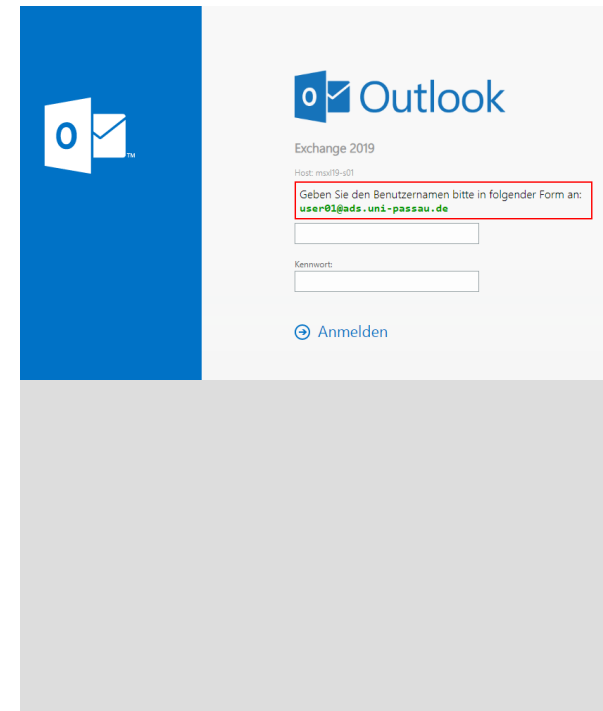 Outlook
Exchange 2019
Host: msxl19-s01
Geben Sie den Benutzernamen bitte in folgender Form an:
user01@ads.uni-passau.de
Kennwort:
Anmelden